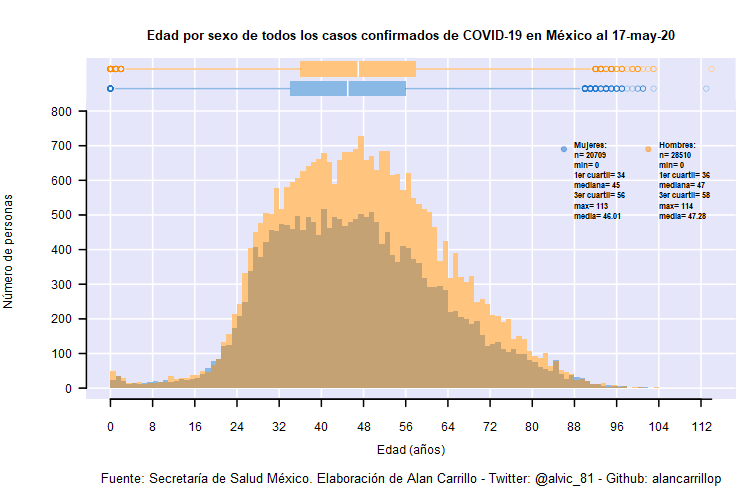 Edad por sexo de todos los casos confirmados de COVID-19 en México al 17-may-20
800
700
600
500
400
300
200
100
0
Número de personas
Mujeres:
n= 20709
min= 0
1er cuartil= 34
mediana= 45
3er cuartil= 56
max= 113
media= 46.01
Hombres:
n= 28510
min= 0
1er cuartil= 36
mediana= 47
3er cuartil= 58
max= 114
media= 47.28
0 8 16 24 32 40 48 56 64 72 80 88 96 104 112
Edad (años)
Fuente: Secretaría de Salud México. Elaboración de Alan Carrillo - Twitter: @alvic_81 - Github: alancarrillop